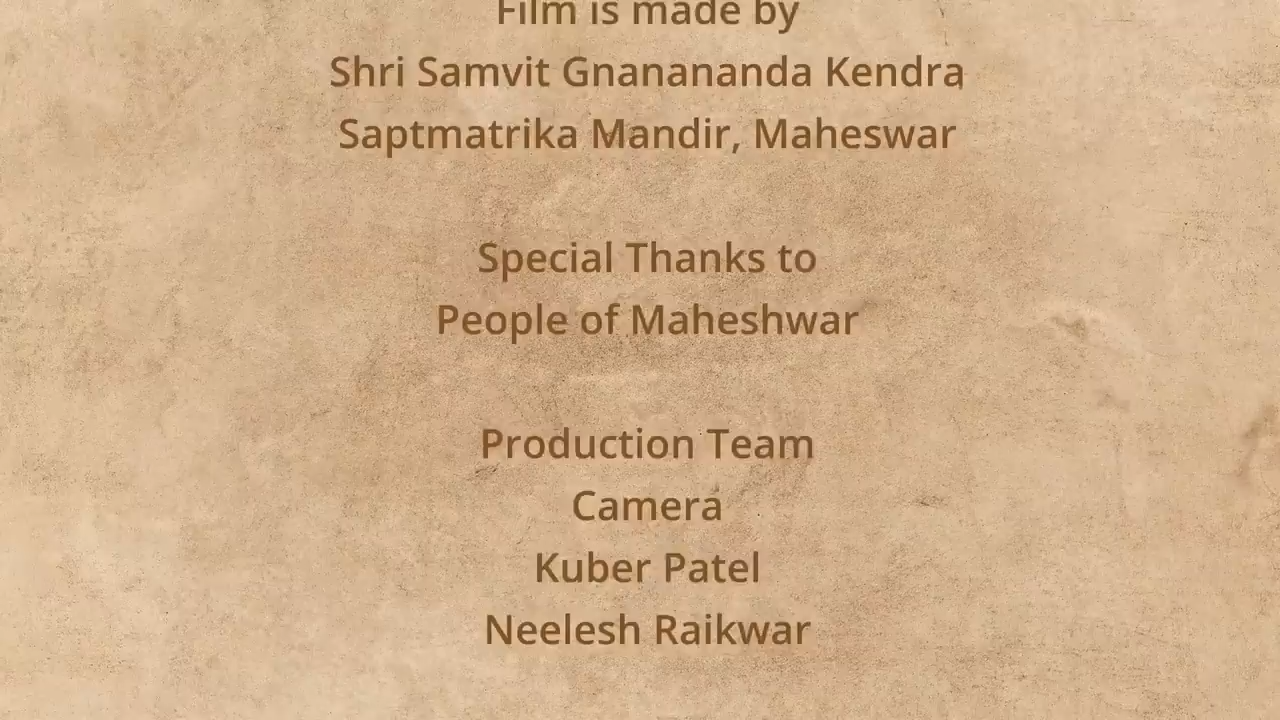 Film is made by
Shri Samvit Gnanananda Kendra
Saptmatrika Mandir, Maheswar
Special Thanks to
People of Maheshwar
Production Team
Camera
Kuber Patel
Neelesh Raikwar